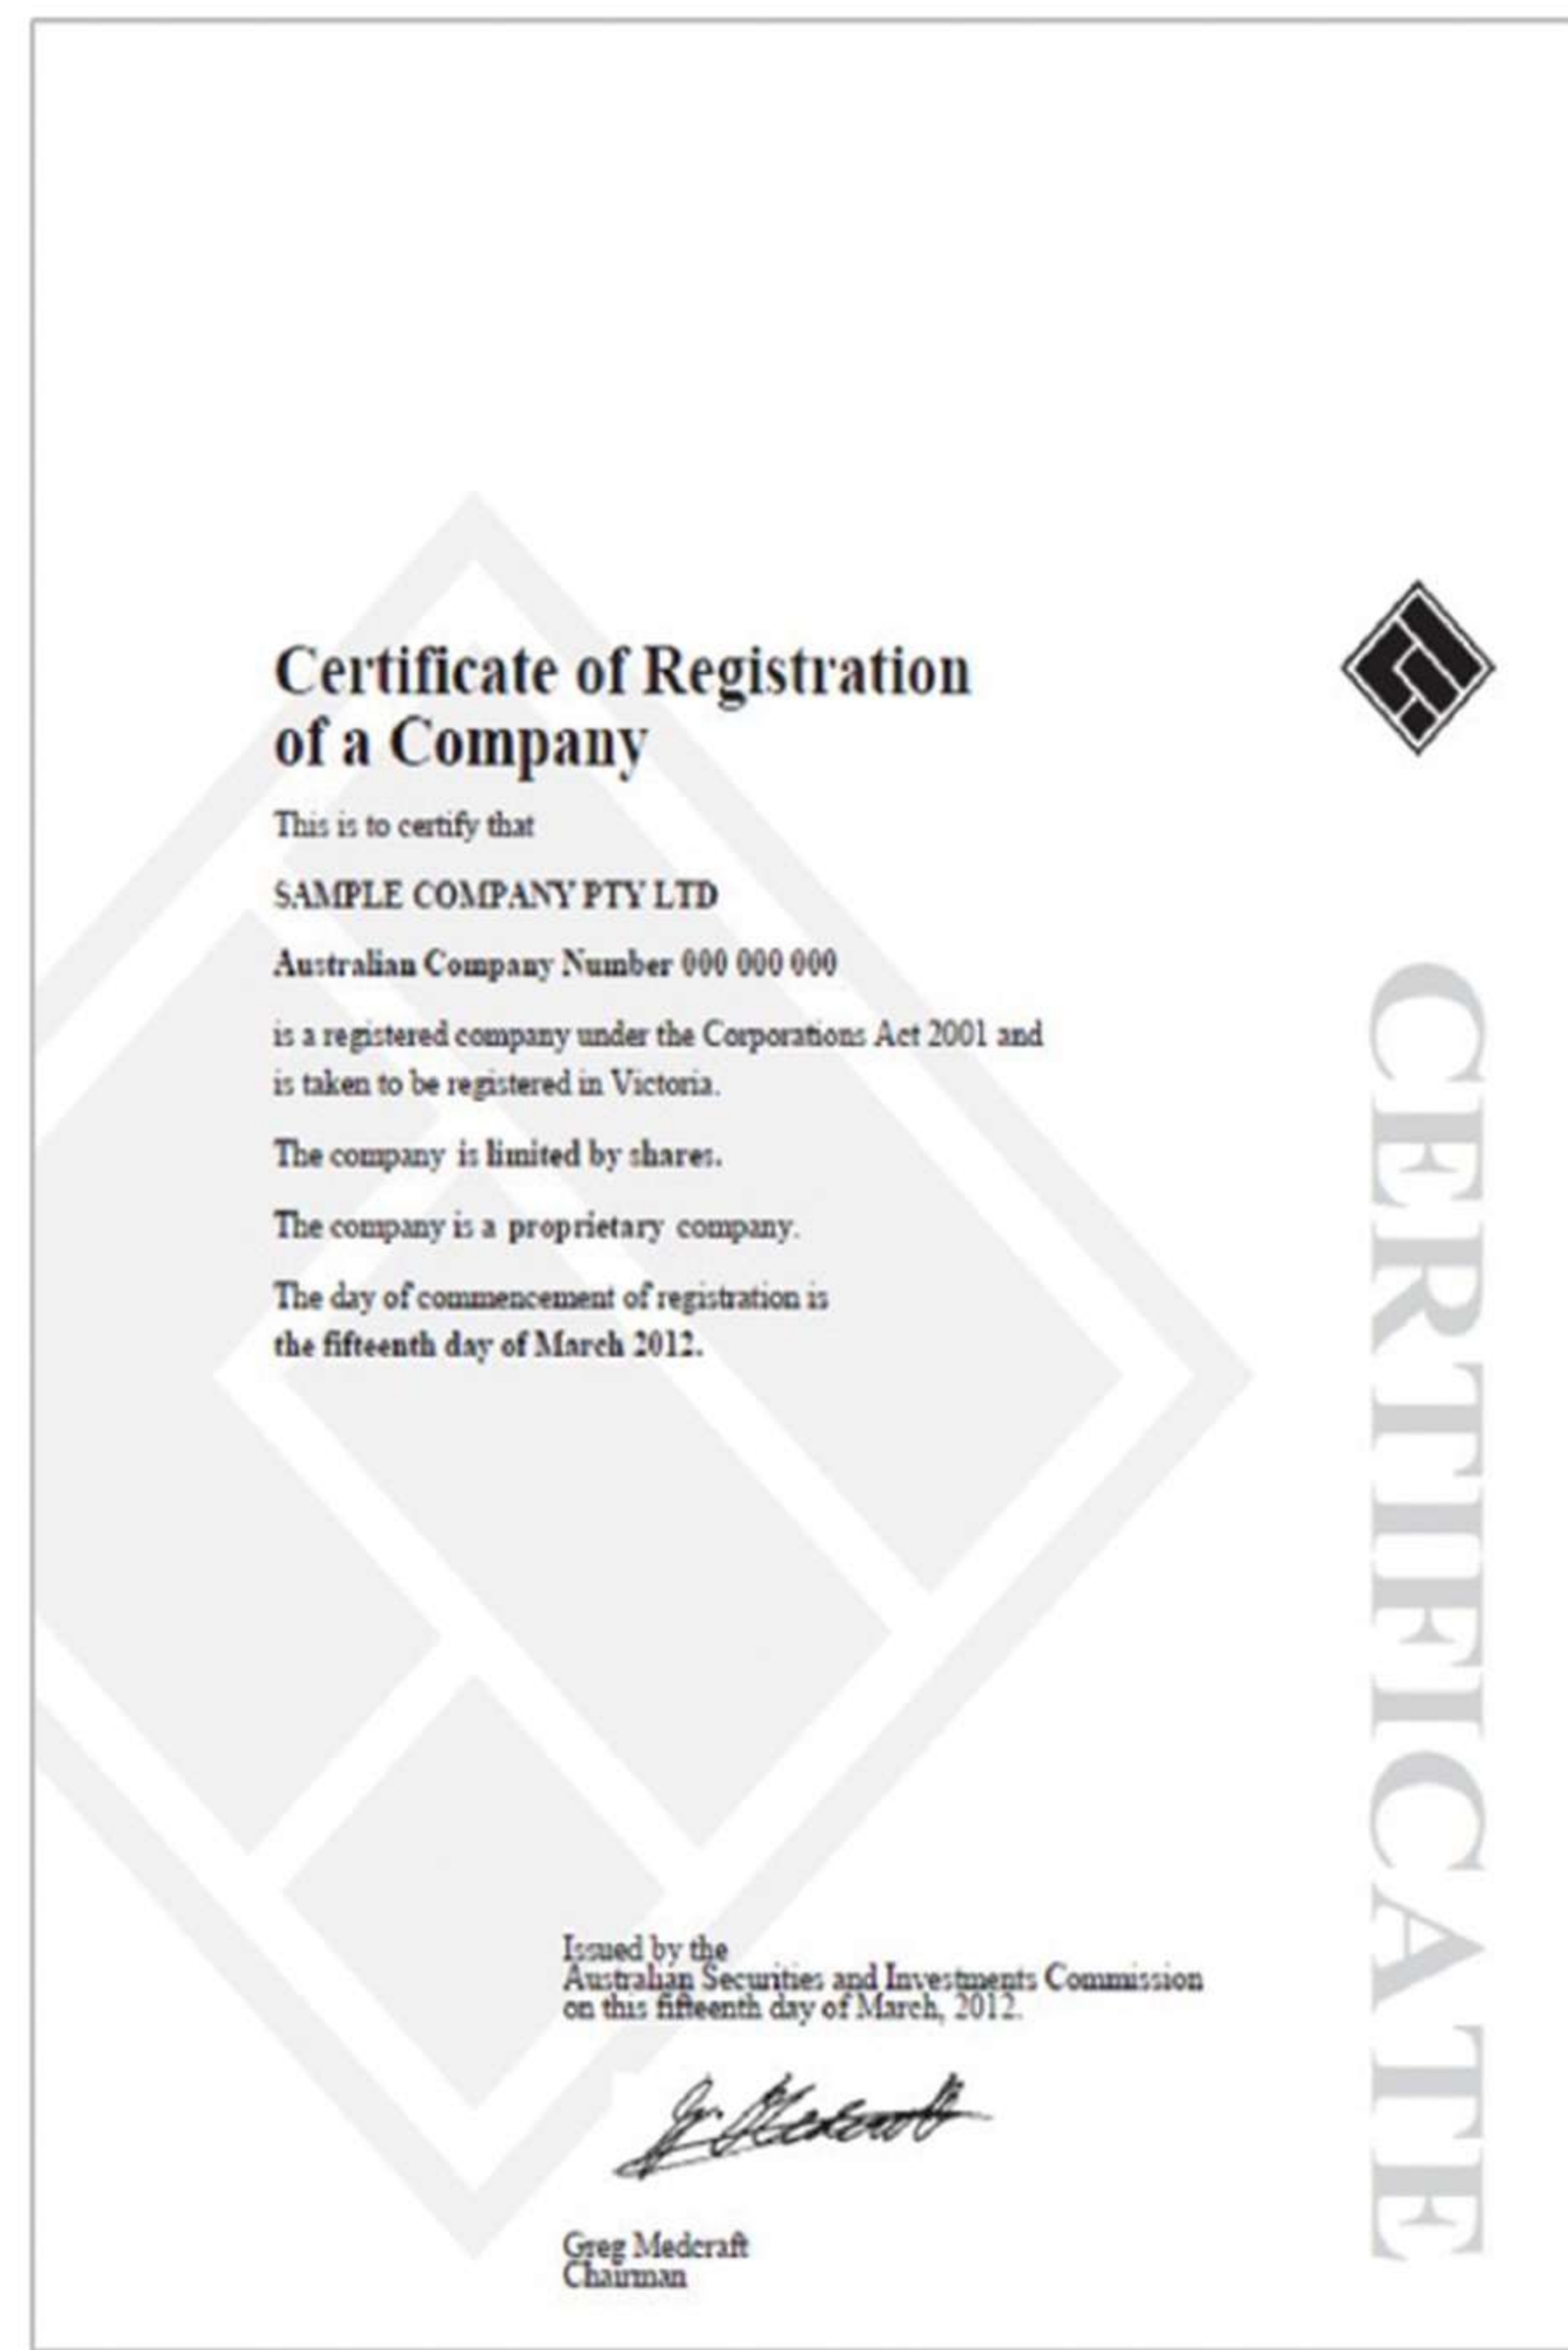 Certificate of Registration
of a Company
This is to certify that
SAMPLE COMPANY PTY LTD
Australian Company Number 000 000 000
is a registered company under the Corporations Act 2001 and
is taken to be registered in Victoria.
The company is limited by shares.
The company is a proprietary company.
The day of commencement of registration is
the fifteenth day of March 2012.
CERTIFICATE
Issued by the
Australian Securities and Investments Commission
on this fifteenth day of March, 2012.
G. Medcraft
Greg Medcraft
Chairman